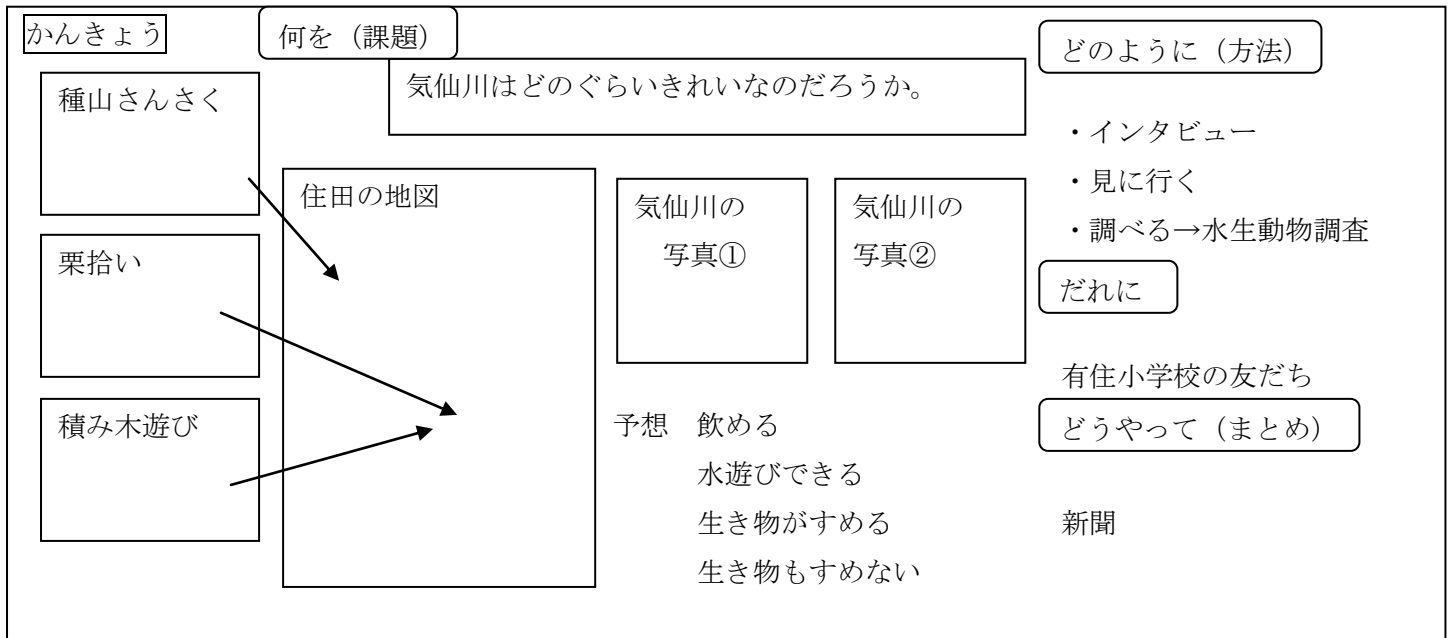 かんきょう
何を（課題）
気仙川はどのぐらいきれいなのだろうか。
種山さんさく
栗拾い
積み木遊び
住田の地図
気仙川の
写真①
気仙川の
写真②
予想　飲める
水遊びできる
生き物がすめる
生き物もすめない
どのように（方法）
・インタビュー
・見に行く
・調べる→水生動物調査
だれに
有住小学校の友だち
どうやって（まとめ）
新聞